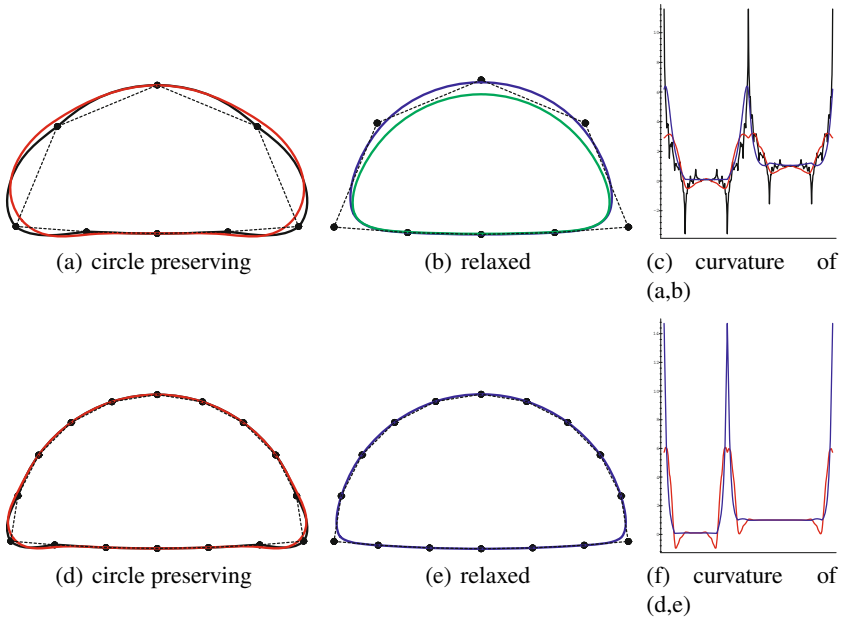 (a) circle preserving
(b) relaxed
(c) curvature of
(a,b)
(d) circle preserving
(e) relaxed
(f) curvature of
(d,e)